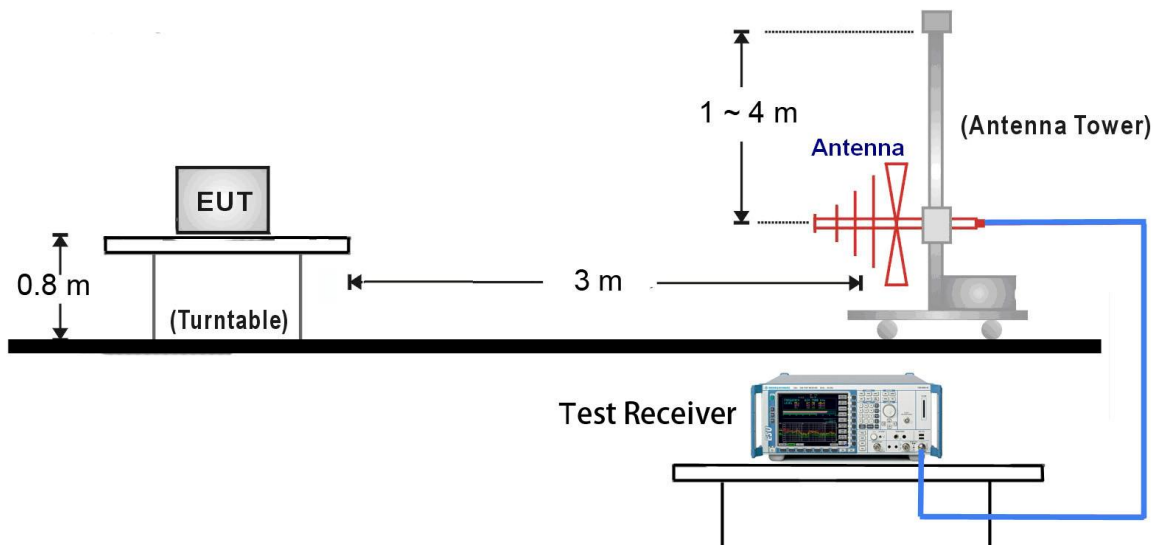 1 ~ 4 m
(Antenna Tower)
Antenna
EUT
0.8 m
3 m
(Turntable)
Test Receiver